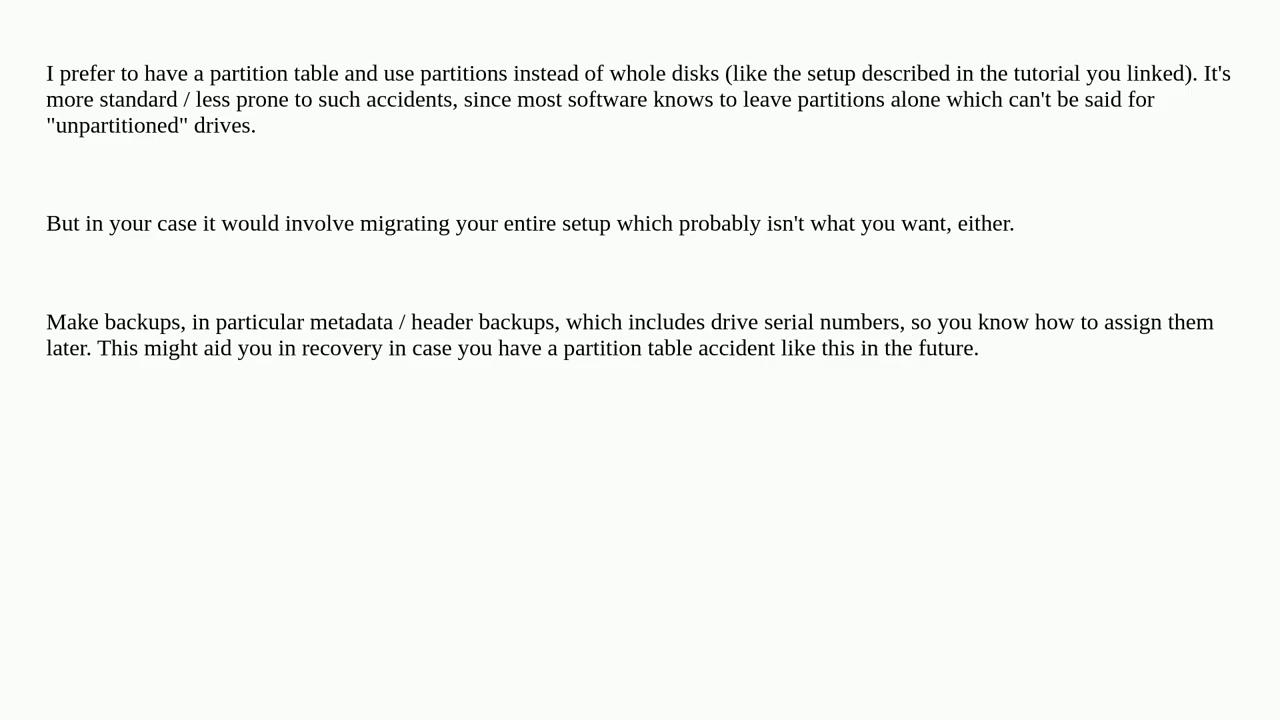 I prefer to have a partition table and use partitions instead of whole disks (like the setup described in the tutorial you linked). It's
more standard / less prone to such accidents, since most software knows to leave partitions alone which can't be said for
"unpartitioned" drives.
But in your case it would involve migrating your entire setup which probably isn't what you want, either.
Make backups, in particular metadata / header backups, which includes drive serial numbers, so you know how to assign them
later. This might aid you in recovery in case you have a partition table accident like this in the future.